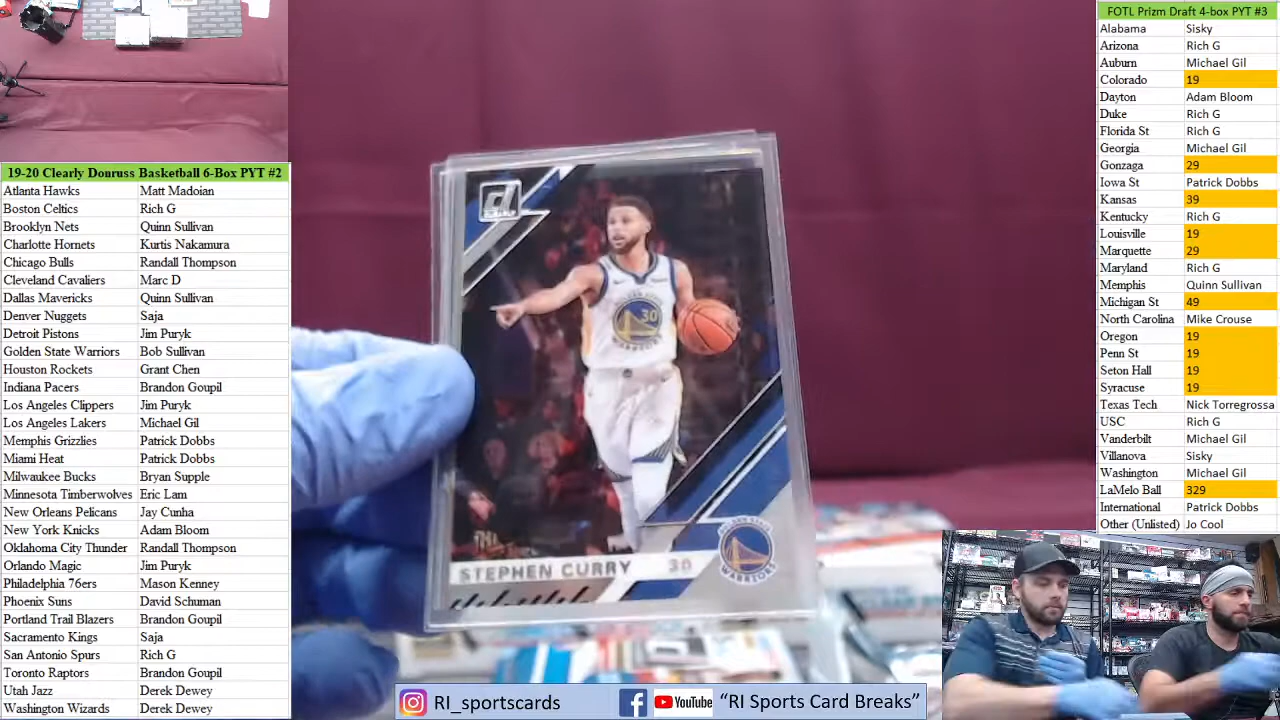 19-20 Clearly Donruss Basketball 6-Box PYT #2
Atlanta Hawks Matt Madoian
Boston Celtics Rich G
Brooklyn Nets Quinn Sullivan
Charlotte Hornets Kurtis Nakamura
Chicago Bulls Randall Thompson
Cleveland Cavaliers Marc D
Dallas Mavericks Quinn Sullivan
Denver Nuggets Saja
Detroit Pistons Jim Puryk
Golden State Warriors Bob Sullivan
Houston Rockets Grant Chen
Indiana Pacers Brandon Goupil
Los Angeles Clippers Jim Puryk
Los Angeles Lakers Michael Gil
Memphis Grizzlies Patrick Dobbs
Miami Heat Patrick Dobbs
Milwaukee Bucks Bryan Supple
Minnesota Timberwolves Eric Lam
New Orleans Pelicans Jay Cunha
New York Knicks Adam Bloom
Oklahoma City Thunder Randall Thompson
Orlando Magic Jim Puryk
Philadelphia 76ers Mason Kenney
Phoenix Suns David Schuman
Portland Trail Blazers Brandon Goupil
Sacramento Kings Saja
San Antonio Spurs Rich G
Toronto Raptors Brandon Goupil
Utah Jazz Derek Dewey
Washington Wizards Derek Dewey
30
STEPHEN CURRY 30
WARRIORS
RI_sportscards YouTube "RI Sports Card Breaks"
FOTL Prizm Draft 4-box PYT #3
Alabama Sisky
Arizona Rich G
Auburn Michael Gil
Colorado 19
Dayton Adam Bloom
Duke Rich G
Florida St Rich G
Georgia Michael Gil
Gonzaga 29
Iowa St Patrick Dobbs
Kansas 39
Kentucky Rich G
Louisville 19
Marquette 29
Maryland Rich G
Memphis Quinn Sullivan
Michigan St 49
North Carolina Mike Crouse
Oregon 19
Penn St 19
Seton Hall 19
Syracuse 19
Texas Tech Nick Torregrossa
USC Rich G
Vanderbilt Michael Gil
Villanova Sisky
Washington Michael Gil
LaMelo Ball 329
International Patrick Dobbs
Other (Unlisted) Jo Cool